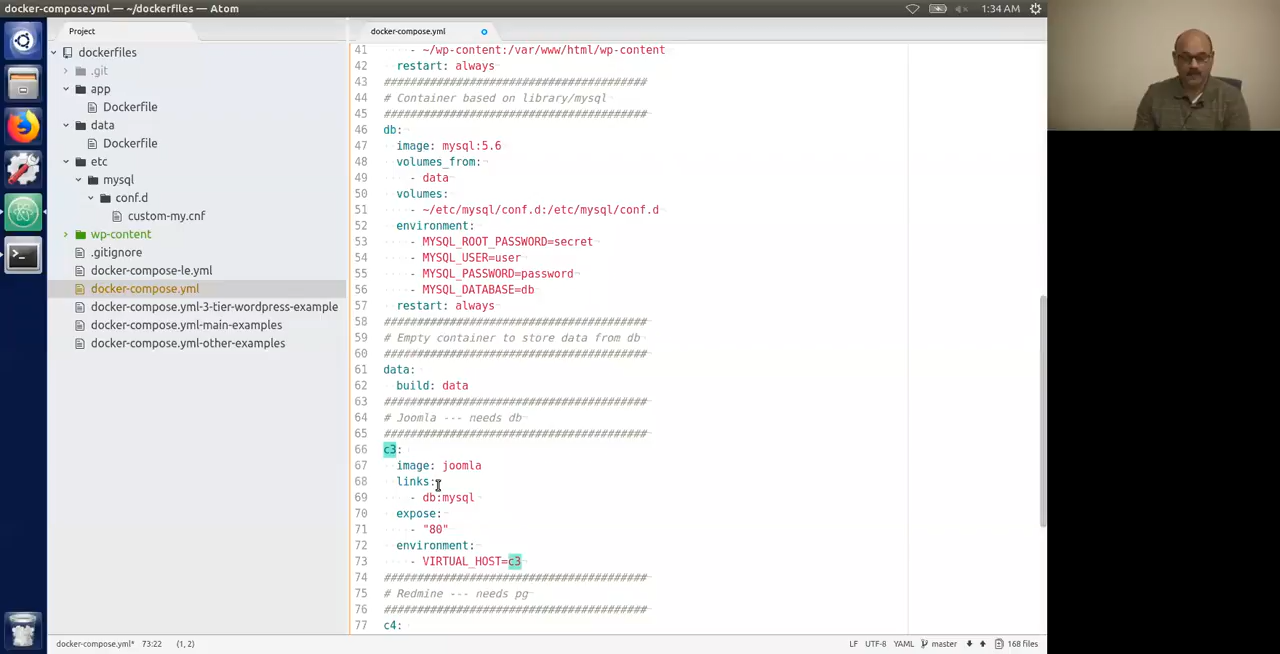 docker-compose.yml — ~/dockerfiles — Atom
1:34 AM
Project
docker-compose.yml
dockerfiles
.git
app
Dockerfile
data
Dockerfile
etc
mysql
conf.d
custom-my.cnf
wp-content
.gitignore
docker-compose-le.yml
docker-compose.yml
docker-compose.yml-3-tier-wordpress-example
docker-compose.yml-main-examples
docker-compose.yml-other-examples
41 - ~/wp-content:/var/www/html/wp-content
42 restart: always
43 ########################################
44 # Container based on library/mysql
45 ########################################
46 db:
47 image: mysql:5.6
48 volumes_from:
49 - data
50 volumes:
51 - ~/etc/mysql/conf.d:/etc/mysql/conf.d
52 environment:
53 - MYSQL_ROOT_PASSWORD=secret
54 - MYSQL_USER=user
55 - MYSQL_PASSWORD=password
56 - MYSQL_DATABASE=db
57 restart: always
58 ########################################
59 # Empty container to store data from db
60 ########################################
61 data:
62 build: data
63 ########################################
64 # Joomla --- needs db
65 ########################################
66 c3:
67 image: joomla
68 links:
69 - db:mysql
70 expose:
71 - "80"
72 environment:
73 - VIRTUAL_HOST=c3
74 ########################################
75 # Redmine --- needs pg
76 ########################################
77 c4:
docker-compose.yml* 73:22 (1, 2)
LF UTF-8 YAML master 168 files